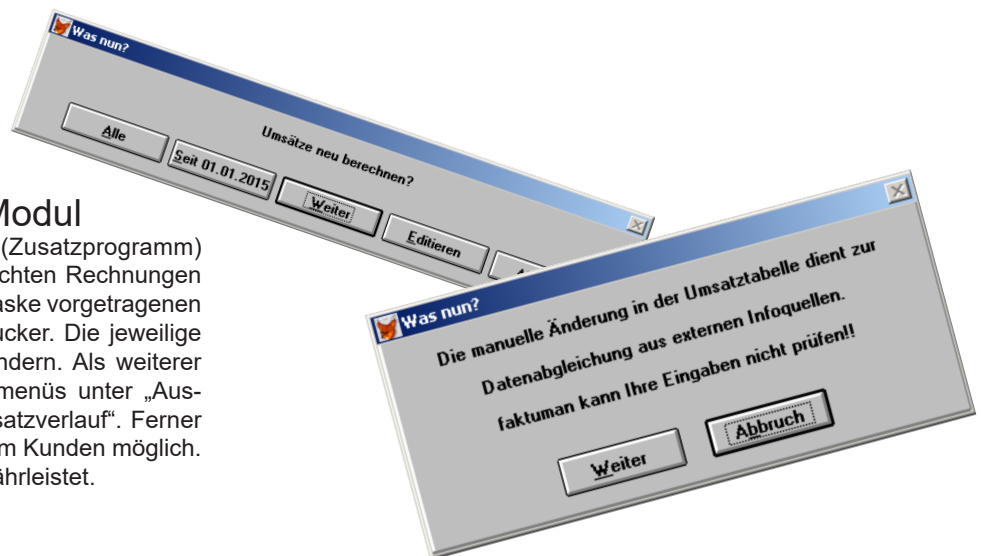 Was nun?
Umsätze neu berechnen?
Alle
Seit 01.01.2015
Weiter
Editieren
Modul
(Zusatzprogramm)
chten Rechnungen
aske vorgetragenen
ucker. Die jeweilige
ndern. Als weiterer
menüs unter „Aus-
satzverlauf“. Ferner
m Kunden möglich.
ährleistet.
Was nun?
Die manuelle Änderung in der Umsatztabelle dient zur
Datenabgleichung aus externen Infoquellen.
faktuman kann Ihre Eingaben nicht prüfen!!
Weiter
Abbruch